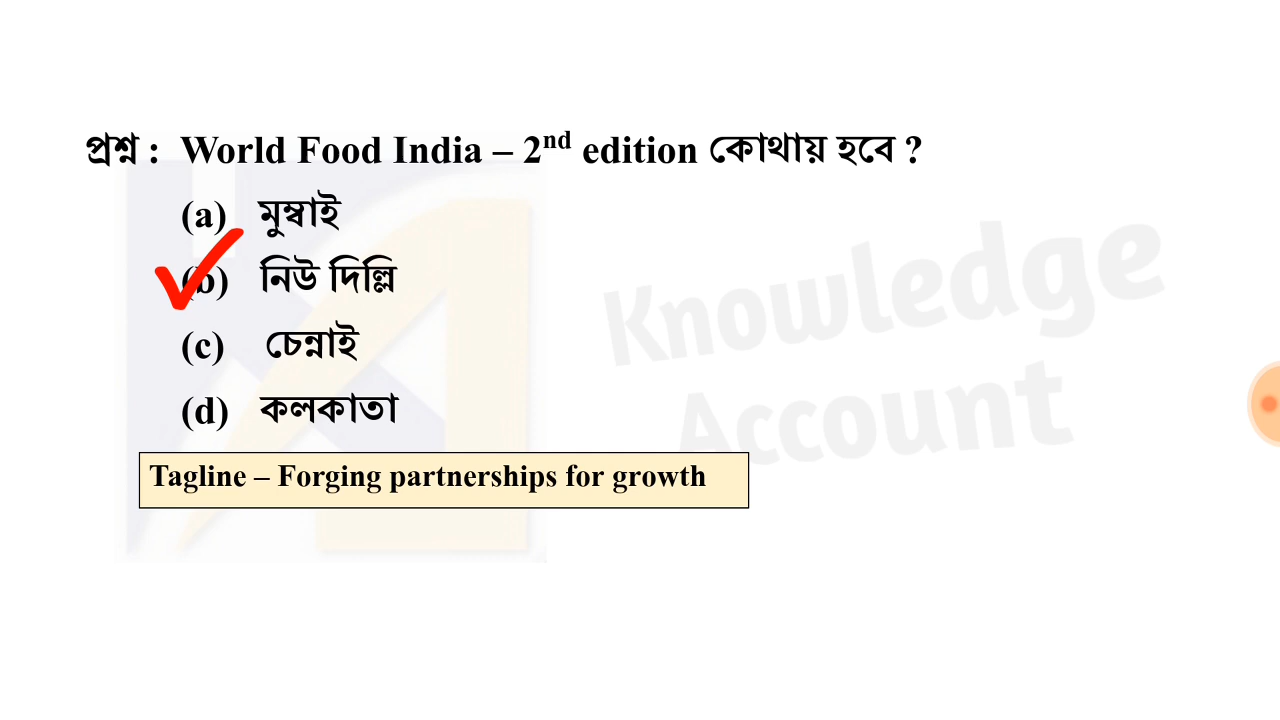 প্রশ্ন : World Food India – 2nd edition কোথায় হবে ?
(a) মুম্বাই
(b) নিউ দিল্লি
(c) চেন্নাই
(d) কলকাতা
Tagline – Forging partnerships for growth
Knowledge
Account